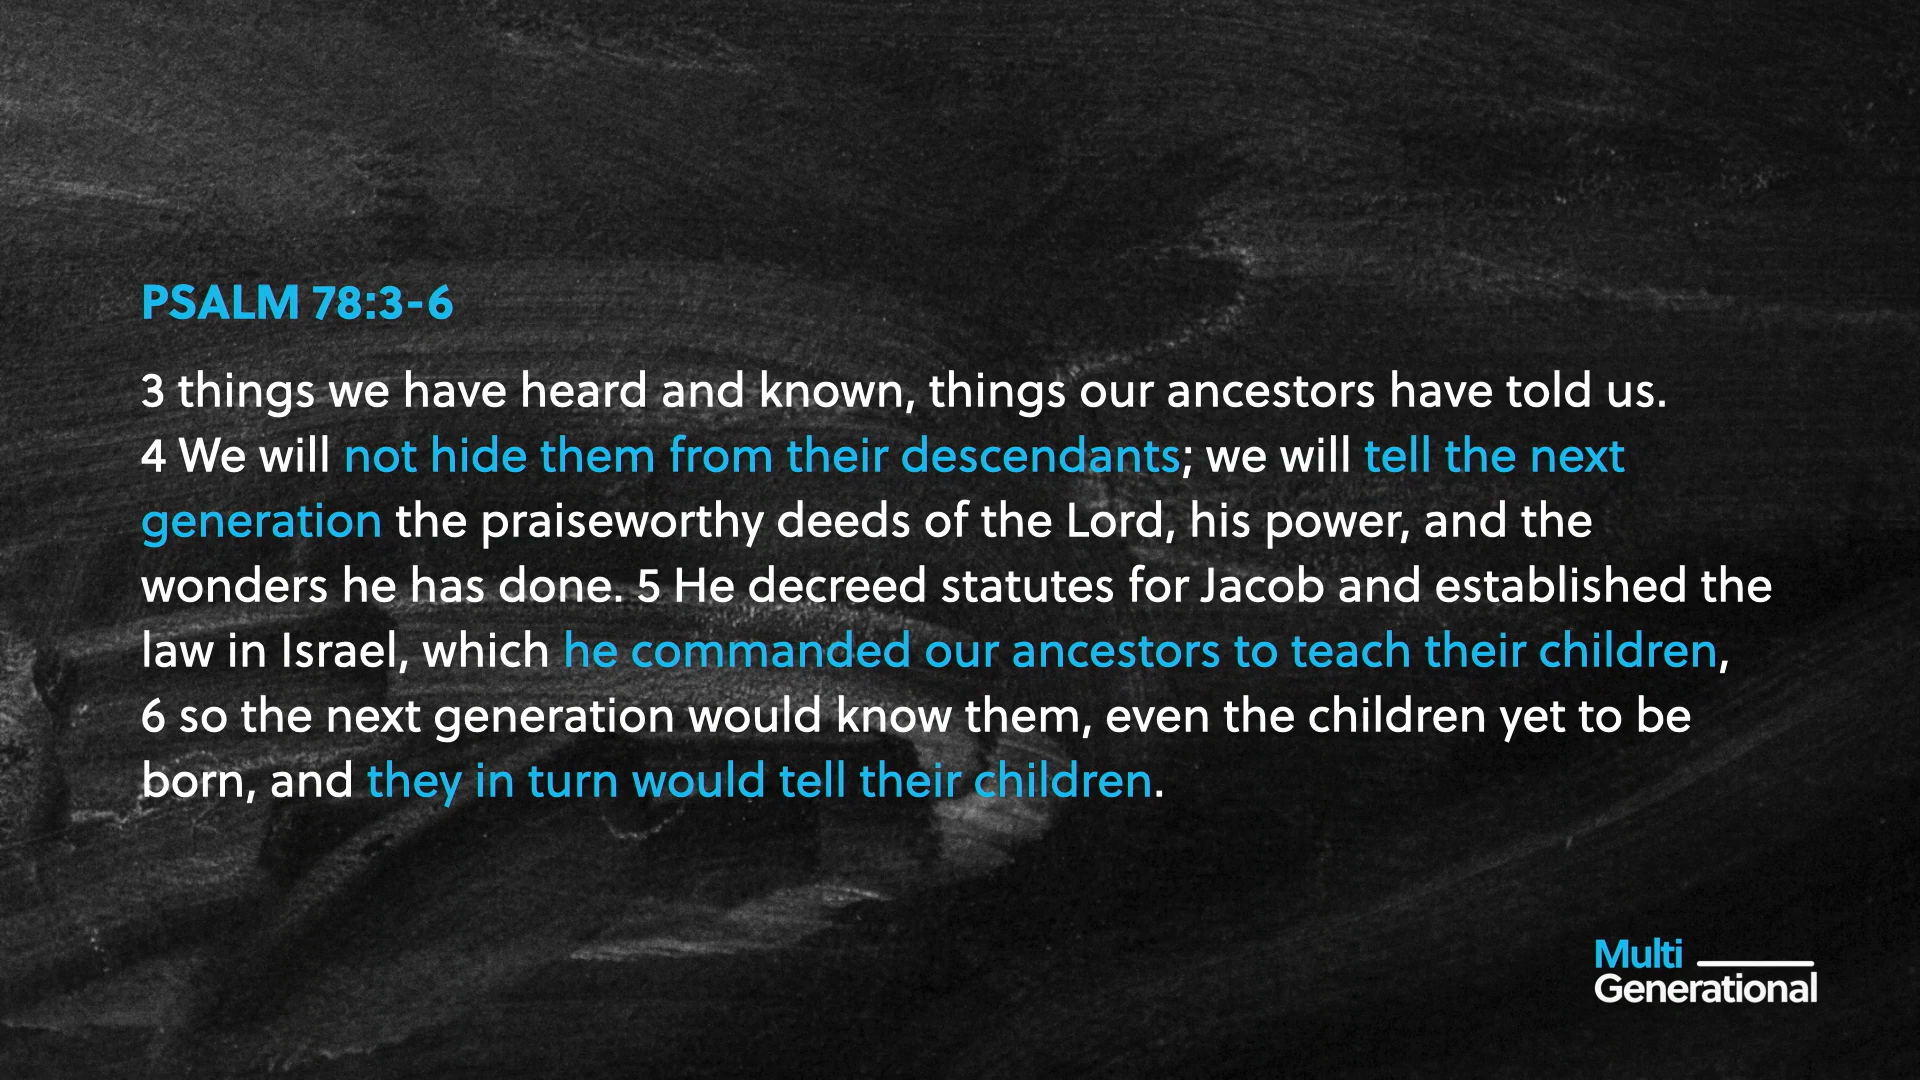 PSALM 78:3-6
3 things we have heard and known, things our ancestors have told us.
4 We will not hide them from their descendants; we will tell the next
generation the praiseworthy deeds of the Lord, his power, and the
wonders he has done. 5 He decreed statutes for Jacob and established the
law in Israel, which he commanded our ancestors to teach their children,
6 so the next generation would know them, even the children yet to be
born, and they in turn would tell their children.
Multi
Generational